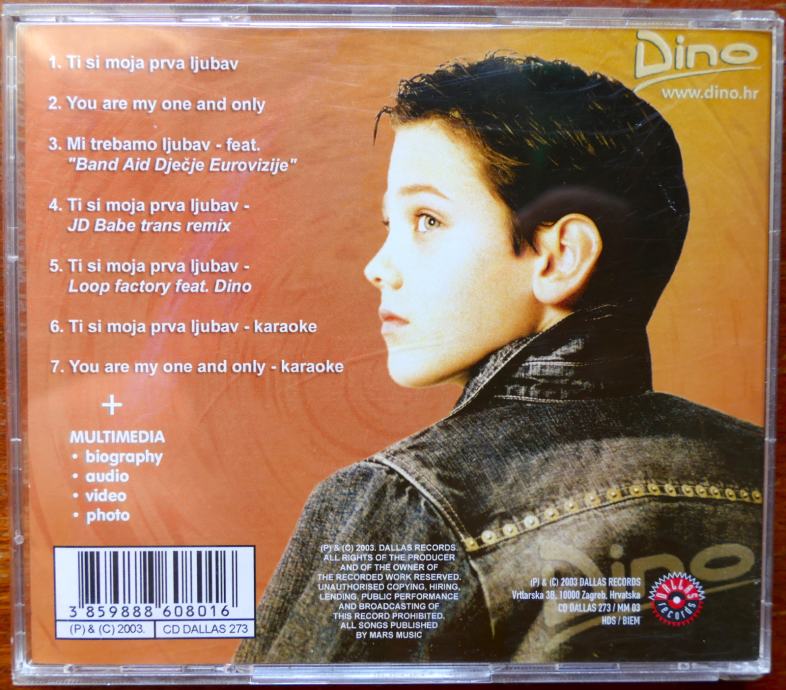 Dino
www.dino.hr
1. Ti si moja prva ljubav
2. You are my one and only
3. Mi trebamo ljubav - feat.
"Band Aid Dječje Eurovizije"
4. Ti si moja prva ljubav -
JD Babe trans remix
5. Ti si moja prva ljubav -
Loop factory feat. Dino
6. Ti si moja prva ljubav - karaoke
7. You are my one and only - karaoke
+
MULTIMEDIA
• biography
• audio
• video
• photo
3 859888 608016
(P) & (C) 2003.
CD DALLAS 273
(P) & (C) 2003. DALLAS RECORDS.
ALL RIGHTS OF THE PRODUCER
AND OF THE OWNER OF
THE RECORDED WORK RESERVED.
UNAUTHORISED COPYING, HIRING,
LENDING, PUBLIC PERFORMANCE
AND BROADCASTING OF
THIS RECORD PROHIBITED.
ALL SONGS PUBLISHED
BY MARS MUSIC
Dino
(P) & (C) 2003 DALLAS RECORDS
Vrtlarska 38, 10000 Zagreb, Hrvatska
CD DALLAS 273 / MM 03
HDS / BIEM
DALLAS
records